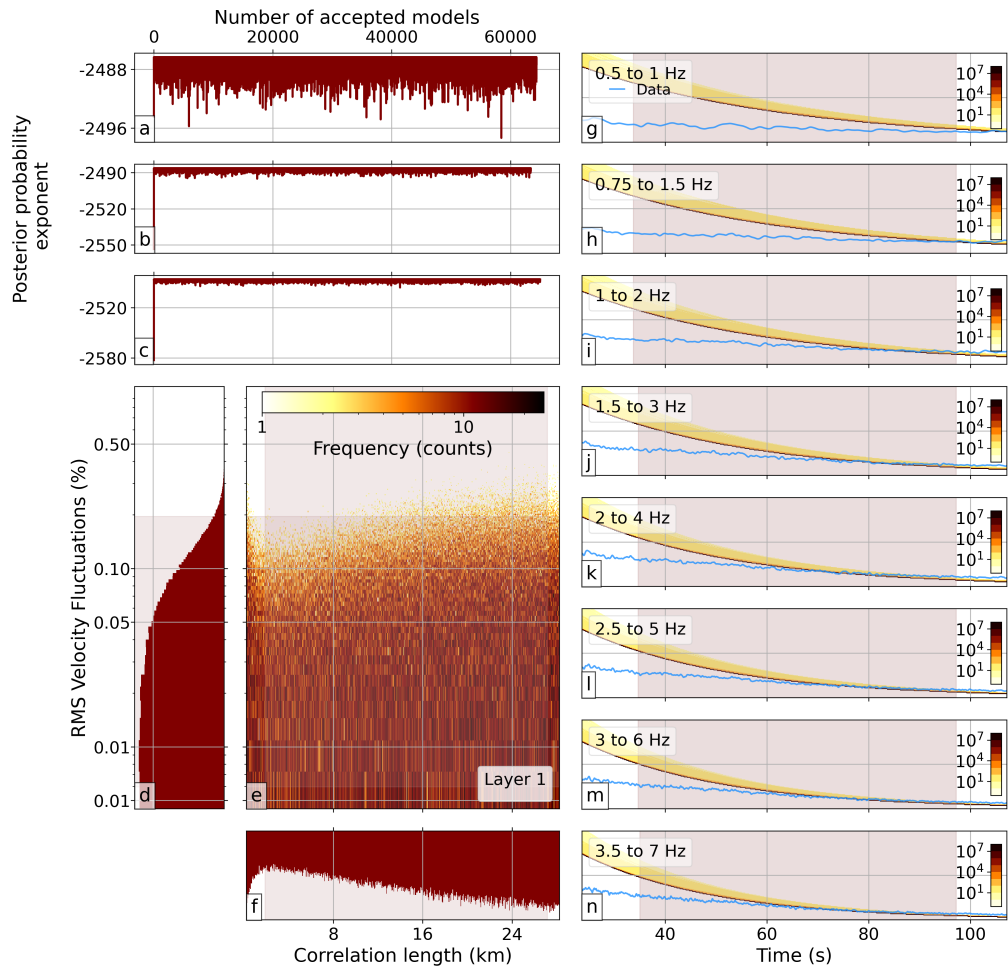 Number of accepted models
0 20000 40000 60000
Posterior probability
exponent
-2488
-2496
a
-2490
-2520
-2550
b
-2520
-2580
c
RMS Velocity Fluctuations (%)
0.50
0.10
0.05
0.01
0.01
d
1 10
Frequency (counts)
Layer 1
e
f
8 16 24
Correlation length (km)
0.5 to 1 Hz
Data
10^7
10^4
10^1
g
0.75 to 1.5 Hz
10^7
10^4
10^1
h
1 to 2 Hz
10^7
10^4
10^1
i
1.5 to 3 Hz
10^7
10^4
10^1
j
2 to 4 Hz
10^7
10^4
10^1
k
2.5 to 5 Hz
10^7
10^4
10^1
l
3 to 6 Hz
10^7
10^4
10^1
m
3.5 to 7 Hz
10^7
10^4
10^1
n
40 60 80 100
Time (s)